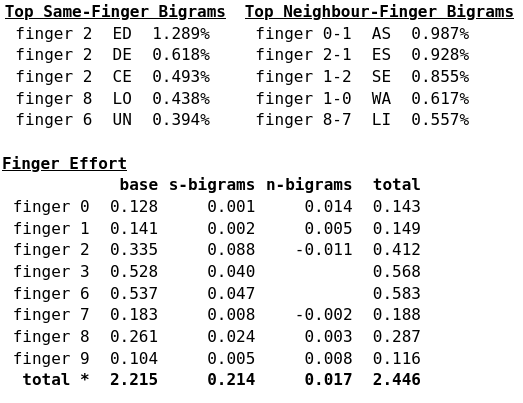 Top Same-Finger Bigrams  Top Neighbour-Finger Bigrams
finger 2  ED  1.289%  finger 0-1  AS  0.987%
finger 2  DE  0.618%  finger 2-1  ES  0.928%
finger 2  CE  0.493%  finger 1-2  SE  0.855%
finger 8  LO  0.438%  finger 1-0  WA  0.617%
finger 6  UN  0.394%  finger 8-7  LI  0.557%
Finger Effort
base s-bigrams n-bigrams total
finger 0  0.128  0.001  0.014  0.143
finger 1  0.141  0.002  0.005  0.149
finger 2  0.335  0.088  -0.011  0.412
finger 3  0.528  0.040  0.568
finger 6  0.537  0.047  0.583
finger 7  0.183  0.008  -0.002  0.188
finger 8  0.261  0.024  0.003  0.287
finger 9  0.104  0.005  0.008  0.116
total *  2.215  0.214  0.017  2.446